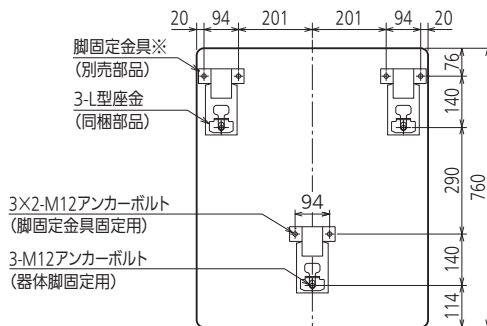 20 94 201 201 94 20
脚固定金具※
(別売部品)
3-L型座金
(同梱部品)
3×2-M12アンカーボルト
(脚固定金具固定用)
3-M12アンカーボルト
(器体脚固定用)
94
76
140
290
760
140
114